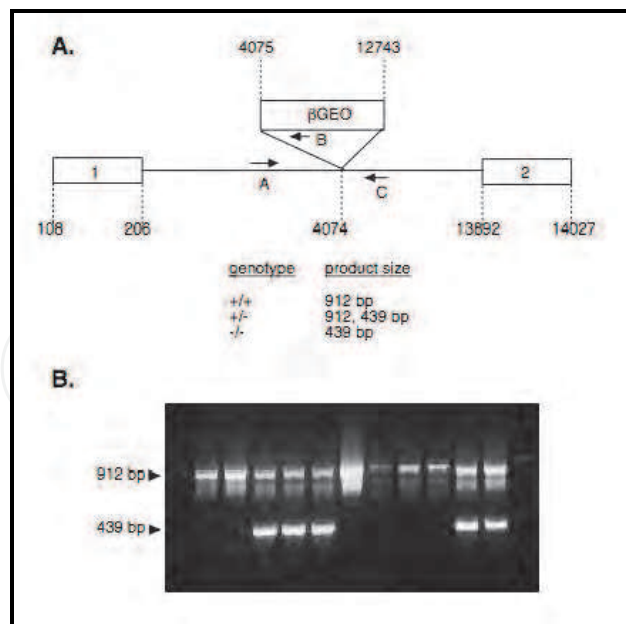 A.
4075 12743
βGEO
B
1 2
A C
108 206 4074 13892 14027
genotype product size
+/+ 912 bp
+/- 912, 439 bp
-/- 439 bp
B.
912 bp
439 bp